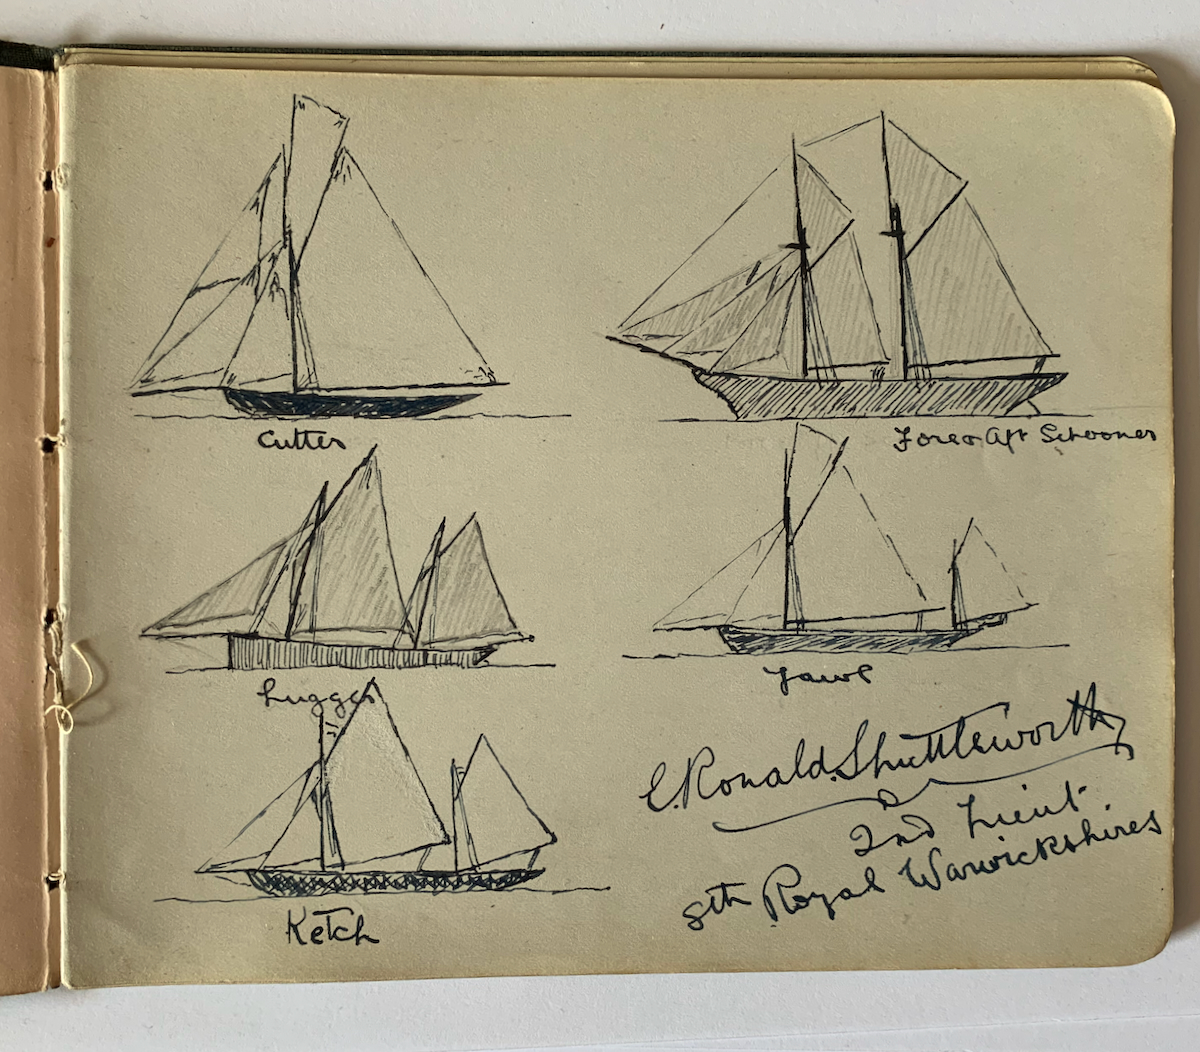 Cutter
Fore & Aft Schooner
Lugger
Yawl
Ketch
C. Ronald Shuttleworth
2nd Lieut.
8th Royal Warwickshires